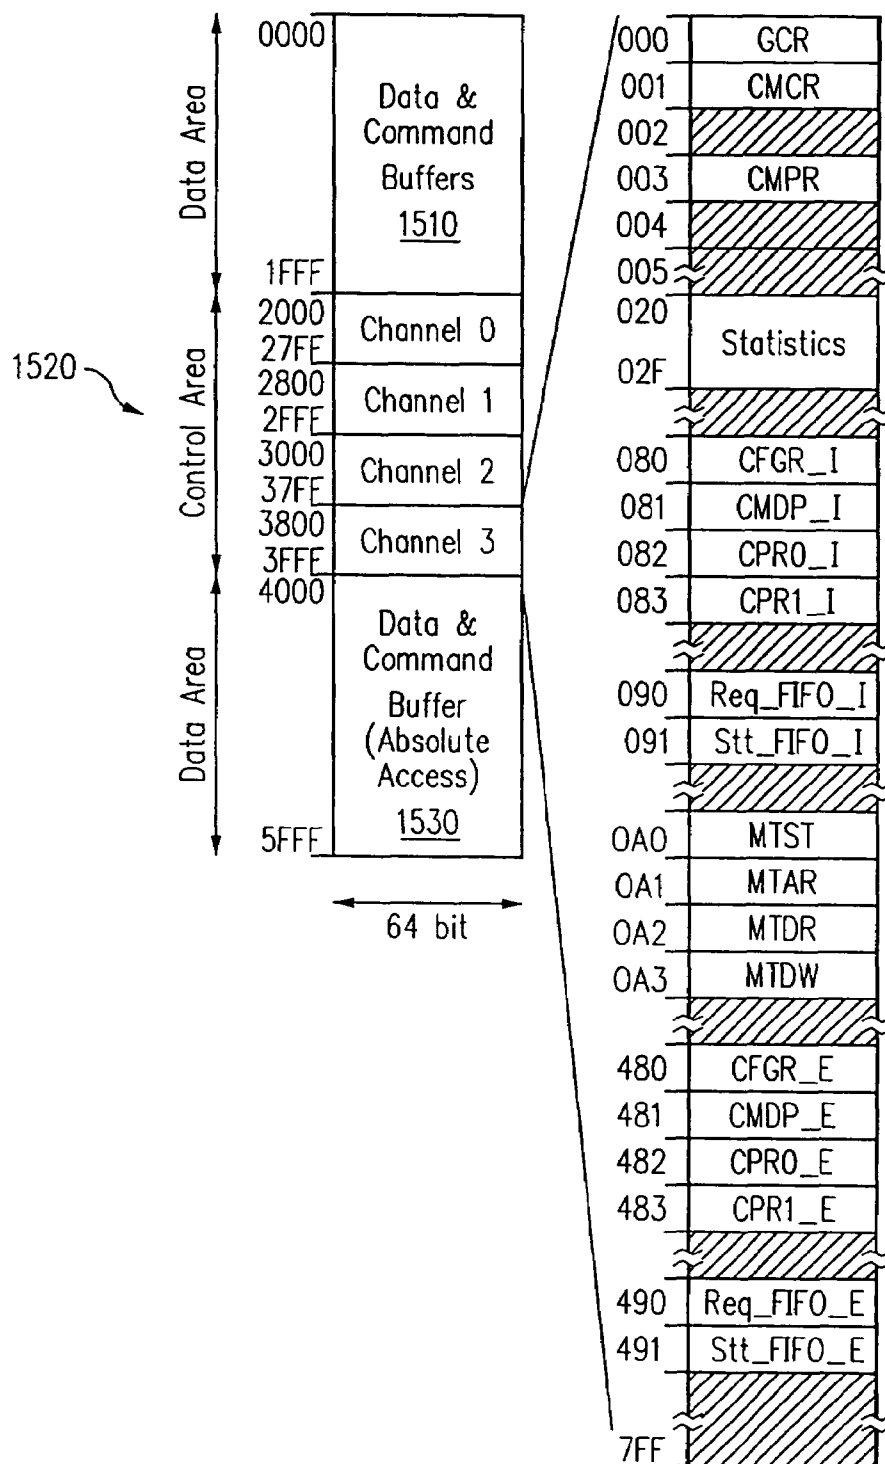 0000
Data &
Command
Buffers
1510
1FFF
Data Area
2000
27FE
Channel 0
2800
2FFE
Channel 1
3000
37FE
Channel 2
3800
3FFE
Channel 3
Control Area
1520
4000
Data &
Command
Buffer
(Absolute
Access)
1530
5FFF
Data Area
64 bit
000 GCR
001 CMCR
002
003 CMPR
004
005
020
Statistics
02F
080 CFGR_I
081 CMDP_I
082 CPR0_I
083 CPR1_I
090 Req_FIFO_I
091 Stt_FIFO_I
0A0 MTST
0A1 MTAR
0A2 MTDR
0A3 MTDW
480 CFGR_E
481 CMDP_E
482 CPR0_E
483 CPR1_E
490 Req_FIFO_E
491 Stt_FIFO_E
7FF